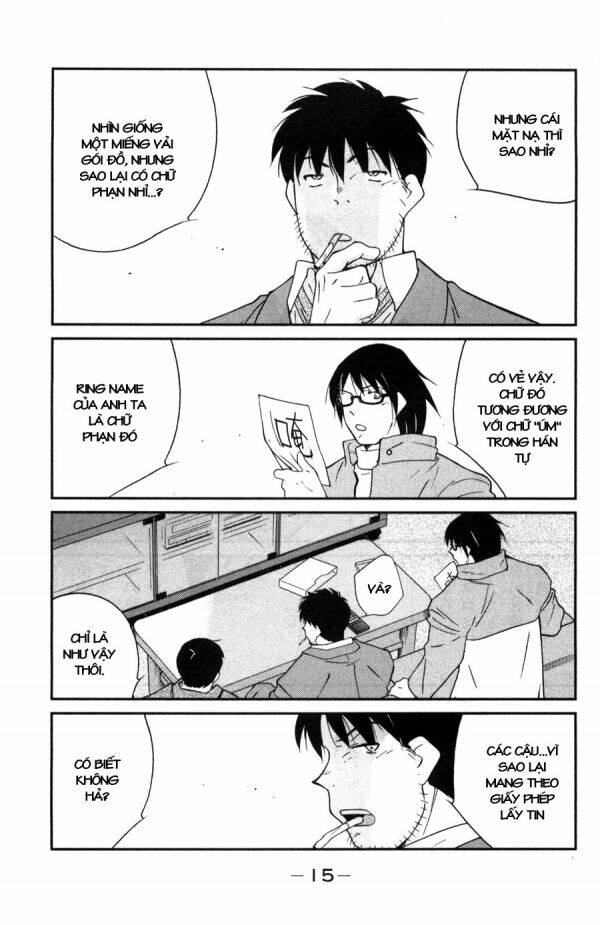 NHƯNG CÁI
MẶT NẠ THÌ
SAO NHỈ?
NHÌN GIỐNG
MỘT MIẾNG VẢI
GÓI ĐỒ, NHƯNG
SAO LẠI CÓ CHỮ
PHẠN NHỈ...?
CÓ VẺ VẬY.
CHỮ ĐÓ
TƯƠNG ĐƯƠNG
VỚI CHỮ "ÚM"
TRONG HÁN
TỰ
RING NAME
CỦA ANH TA
LÀ CHỮ
PHẠN ĐÓ
唵
VÀ?
CHỈ LÀ
NHƯ VẬY
THÔI.
CÁC CẬU...VÌ
SAO LẠI
MANG THEO
GIẤY PHÉP
LẤY TIN
CÓ BIẾT
KHÔNG
HẢ?
-15-